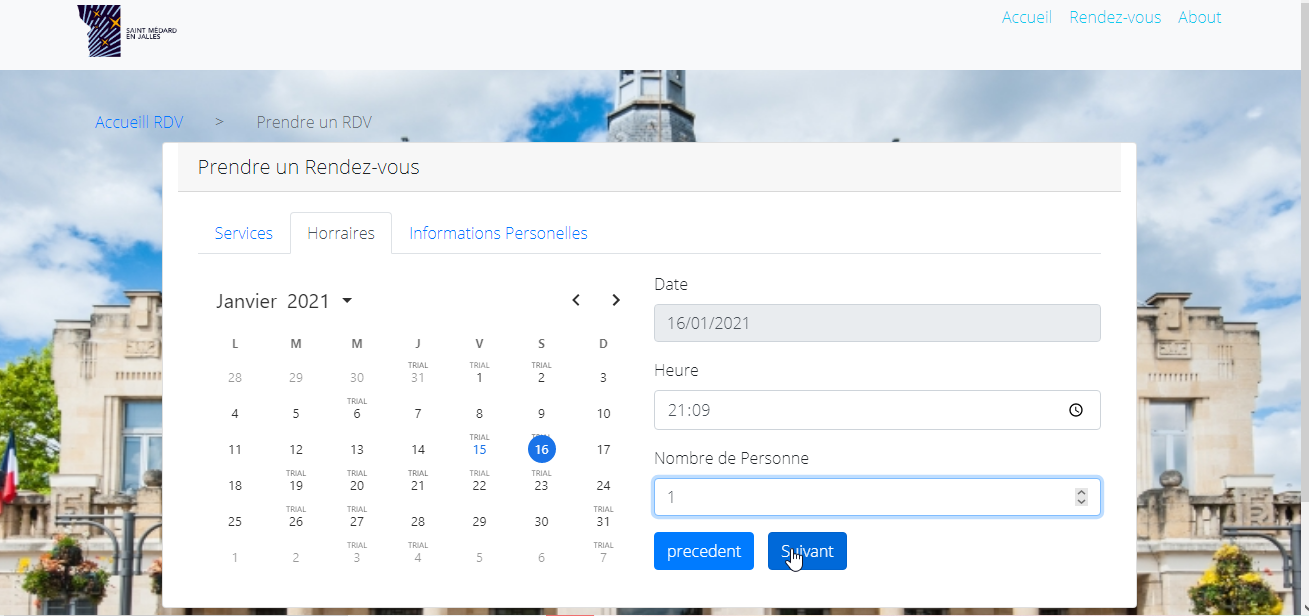 SAINT MÉDARD
EN JALLES
Accueil Rendez-vous About
Accueill RDV > Prendre un RDV
Prendre un Rendez-vous
Services Horraires Informations Personelles
Janvier 2021
L M M J V S D
TRIAL TRIAL TRIAL
28 29 30 31 1 2 3
TRIAL
4 5 6 7 8 9 10
TRIAL
11 12 13 14 15 16 17
TRIAL TRIAL TRIAL TRIAL TRIAL
18 19 20 21 22 23 24
TRIAL TRIAL TRIAL
25 26 27 28 29 30 31
TRIAL TRIAL TRIAL
1 2 3 4 5 6 7
Date
16/01/2021
Heure
21:09
Nombre de Personne
1
precedent Suivant